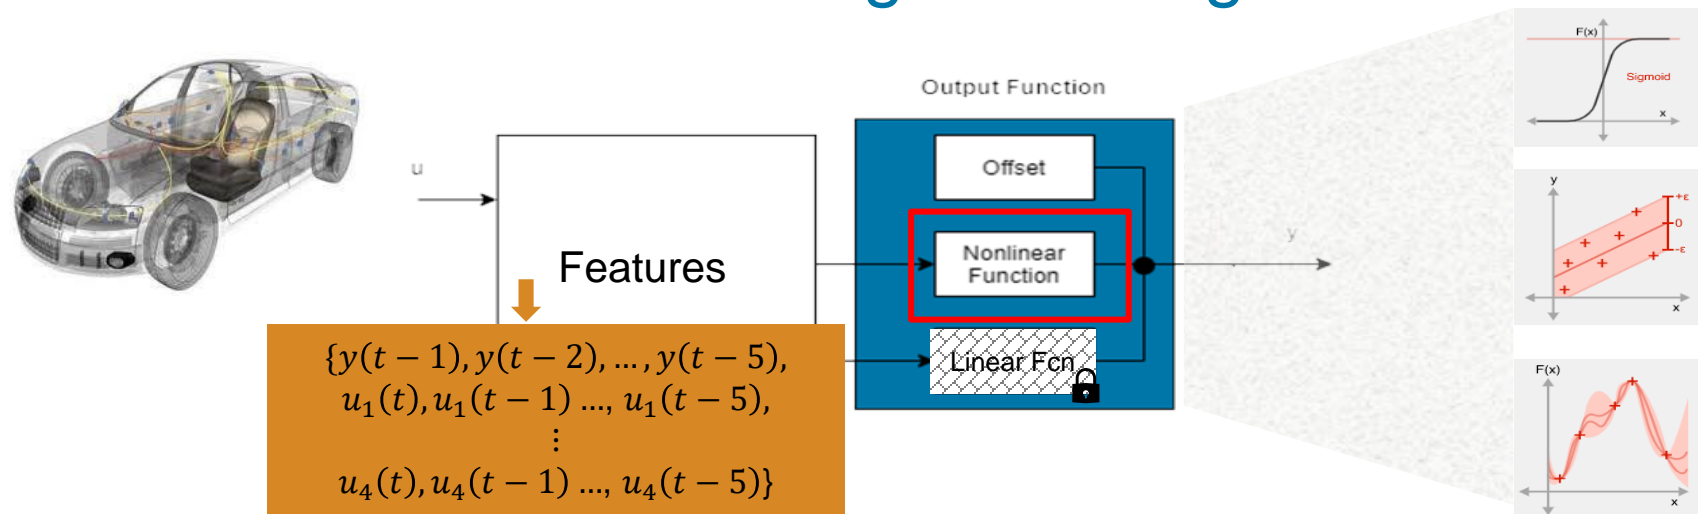 Output Function
u
Offset
Nonlinear
Function
Features
Linear Fcn
y
{y(t − 1), y(t − 2), … , y(t − 5),
u₁(t), u₁(t − 1) …, u₁(t − 5),
⋮
u₄(t), u₄(t − 1) …, u₄(t − 5)}
F(x)
Sigmoid
x
y
+ε
0
-ε
x
F(x)
x